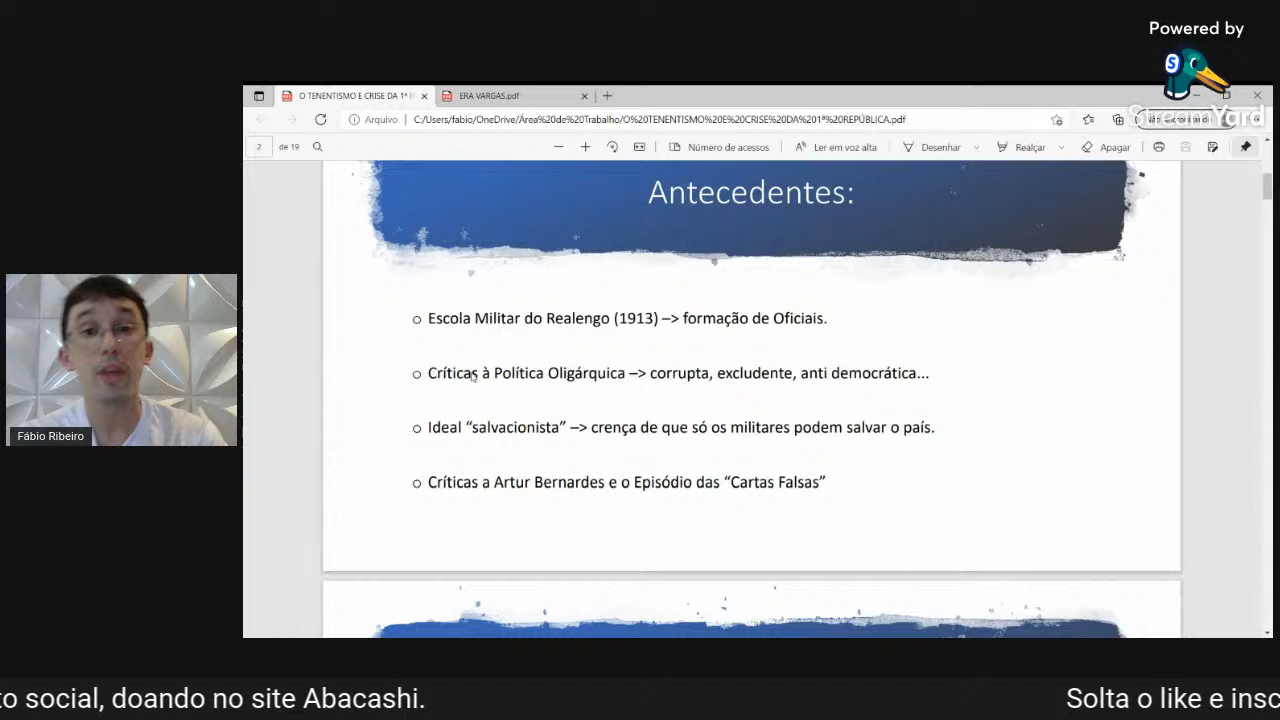 Powered by
StreamYard
O TENENTISMO E CRISE DA 1ª
ERA VARGAS.pdf
Arquivo
C:/Users/fabio/OneDrive/Área%20de%20Trabalho/O%20TENENTISMO%20E%20CRISE%20DA%201ª%20REPÚBLICA.pdf
2 de 19
Número de acessos
Ler em voz alta
Desenhar
Realçar
Apagar
Antecedentes:
Escola Militar do Realengo (1913) –> formação de Oficiais.
Críticas à Política Oligárquica –> corrupta, excludente, anti democrática...
Ideal “salvacionista” –> crença de que só os militares podem salvar o país.
Críticas a Artur Bernardes e o Episódio das “Cartas Falsas”
Fábio Ribeiro
to social, doando no site Abacashi.
Solta o like e insc